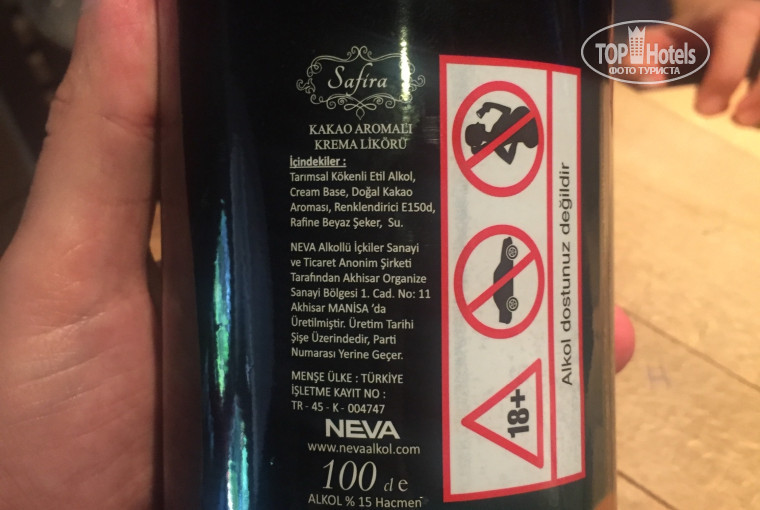 TOP Hotels
ФОТО ТУРИСТА
Safira
KAKAO AROMALI
KREMA LİKÖRÜ
İçindekiler :
Tarımsal Kökenli Etil Alkol,
Cream Base, Doğal Kakao
Aroması, Renklendirici E150d,
Rafine Beyaz Şeker, Su.
NEVA Alkollü İçkiler Sanayi
ve Ticaret Anonim Şirketi
Tarafından Akhisar Organize
Sanayi Bölgesi 1. Cad. No: 11
Akhisar MANİSA 'da
Üretilmiştir. Üretim Tarihi
Şişe Üzerindedir, Parti
Numarası Yerine Geçer.
MENŞE ÜLKE : TÜRKİYE
İŞLETME KAYIT NO :
TR - 45 - K - 004747
NEVA
www.nevaalkol.com
100 cl e
ALKOL % 15 Hacmen
18+
Alkol dostunuz değildir